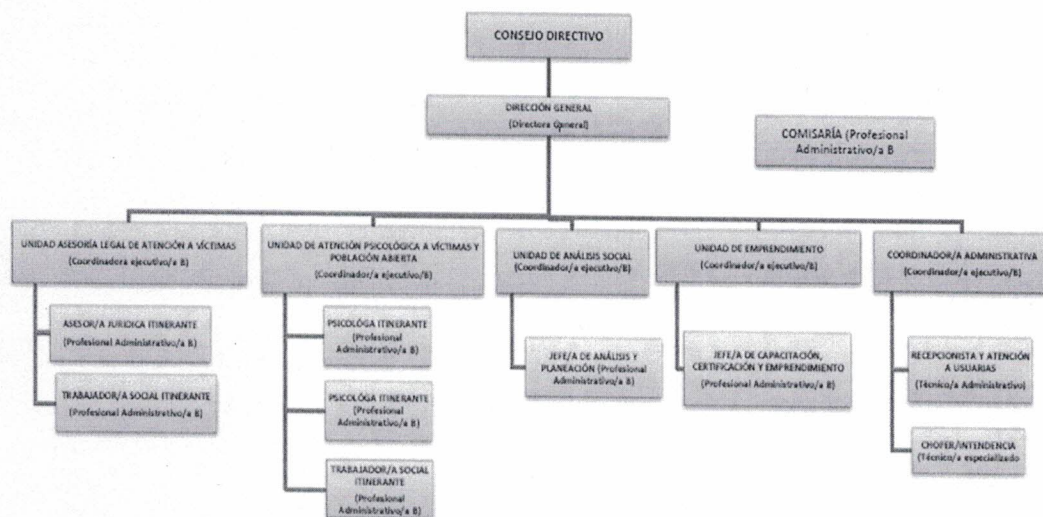 CONSEJO DIRECTIVO
DIRECCIÓN GENERAL
(Directora General)
COMISARÍA (Profesional
Administrativo/a B
UNIDAD ASESORÍA LEGAL DE ATENCIÓN A VÍCTIMAS
(Coordinadora ejecutivo/a B)
ASESOR/A JURIDICA ITINERANTE
(Profesional Administrativo/a B)
TRABAJADOR/A SOCIAL ITINERANTE
(Profesional Administrativo/a B)
UNIDAD DE ATENCIÓN PSICOLÓGICA A VÍCTIMAS Y
POBLACIÓN ABIERTA
(Coordinador/a ejecutivo/B)
PSICOLÓGA ITINERANTE
(Profesional
Administrativo/a B)
PSICOLÓGA ITINERANTE
(Profesional
Administrativo/a B)
TRABAJADOR/A SOCIAL
ITINERANTE
(Profesional
Administrativo/a B)
UNIDAD DE ANÁLISIS SOCIAL
(Coordinador/a ejecutivo/B)
JEFE/A DE ANÁLISIS Y
PLANEACIÓN (Profesional
Administrativo/a B)
UNIDAD DE EMPRENDIMIENTO
(Coordinador/a ejecutivo/B)
JEFE/A DE CAPACITACIÓN,
CERTIFICACIÓN Y EMPRENDIMIENTO
(Profesional Administrativo/a B)
COORDINADOR/A ADMINISTRATIVA
(Coordinador/a ejecutivo/B)
RECEPCIONISTA Y ATENCIÓN
A USUARIAS
(Técnico/a Administrativo)
CHOFER/INTENDENCIA
(Técnico/a especializado